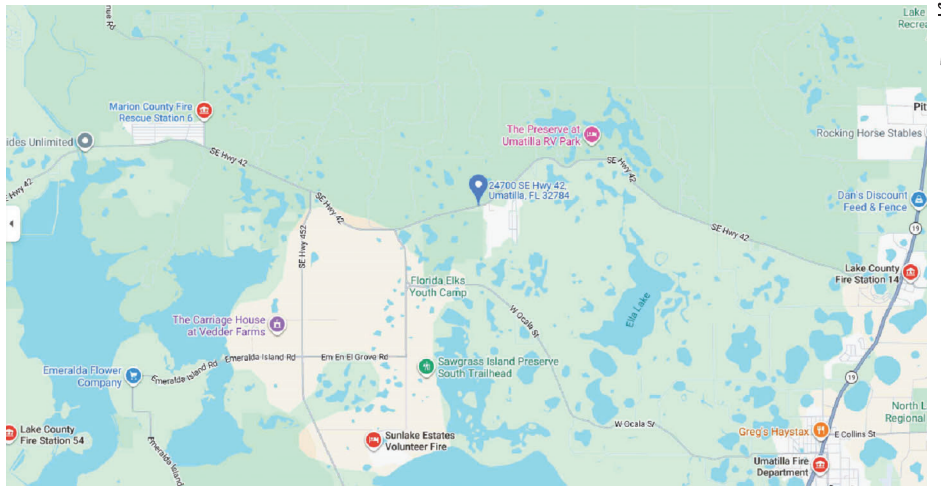 Lake
Recrea
Marion County Fire
Rescue Station 6
The Preserve at
Umatilla RV Park
Pit
ides Unlimited
Rocking Horse Stables
SE Hwy 42
SE Hwy 42
SE Hwy 42
24700 SE Hwy 42,
Umatilla, FL 32784
Dan's Discount
Feed & Fence
SE Hwy 42
19
SE Hwy 42
SE Hwy 452
Lake County
Fire Station 14
Florida Elks
Youth Camp
Ella Lake
W Ocala St
The Carriage House
at Vedder Farms
Emeralda Island Rd
Em En El Grove Rd
Sawgrass Island Preserve
South Trailhead
Emeralda Flower
Company
Emeralda Island Rd
19
North L
Regional
Lake County
Fire Station 54
Sunlake Estates
Volunteer Fire
W Ocala St
Greg's Haystax
E Collins St
Emeralda Island
Umatilla Fire
Department